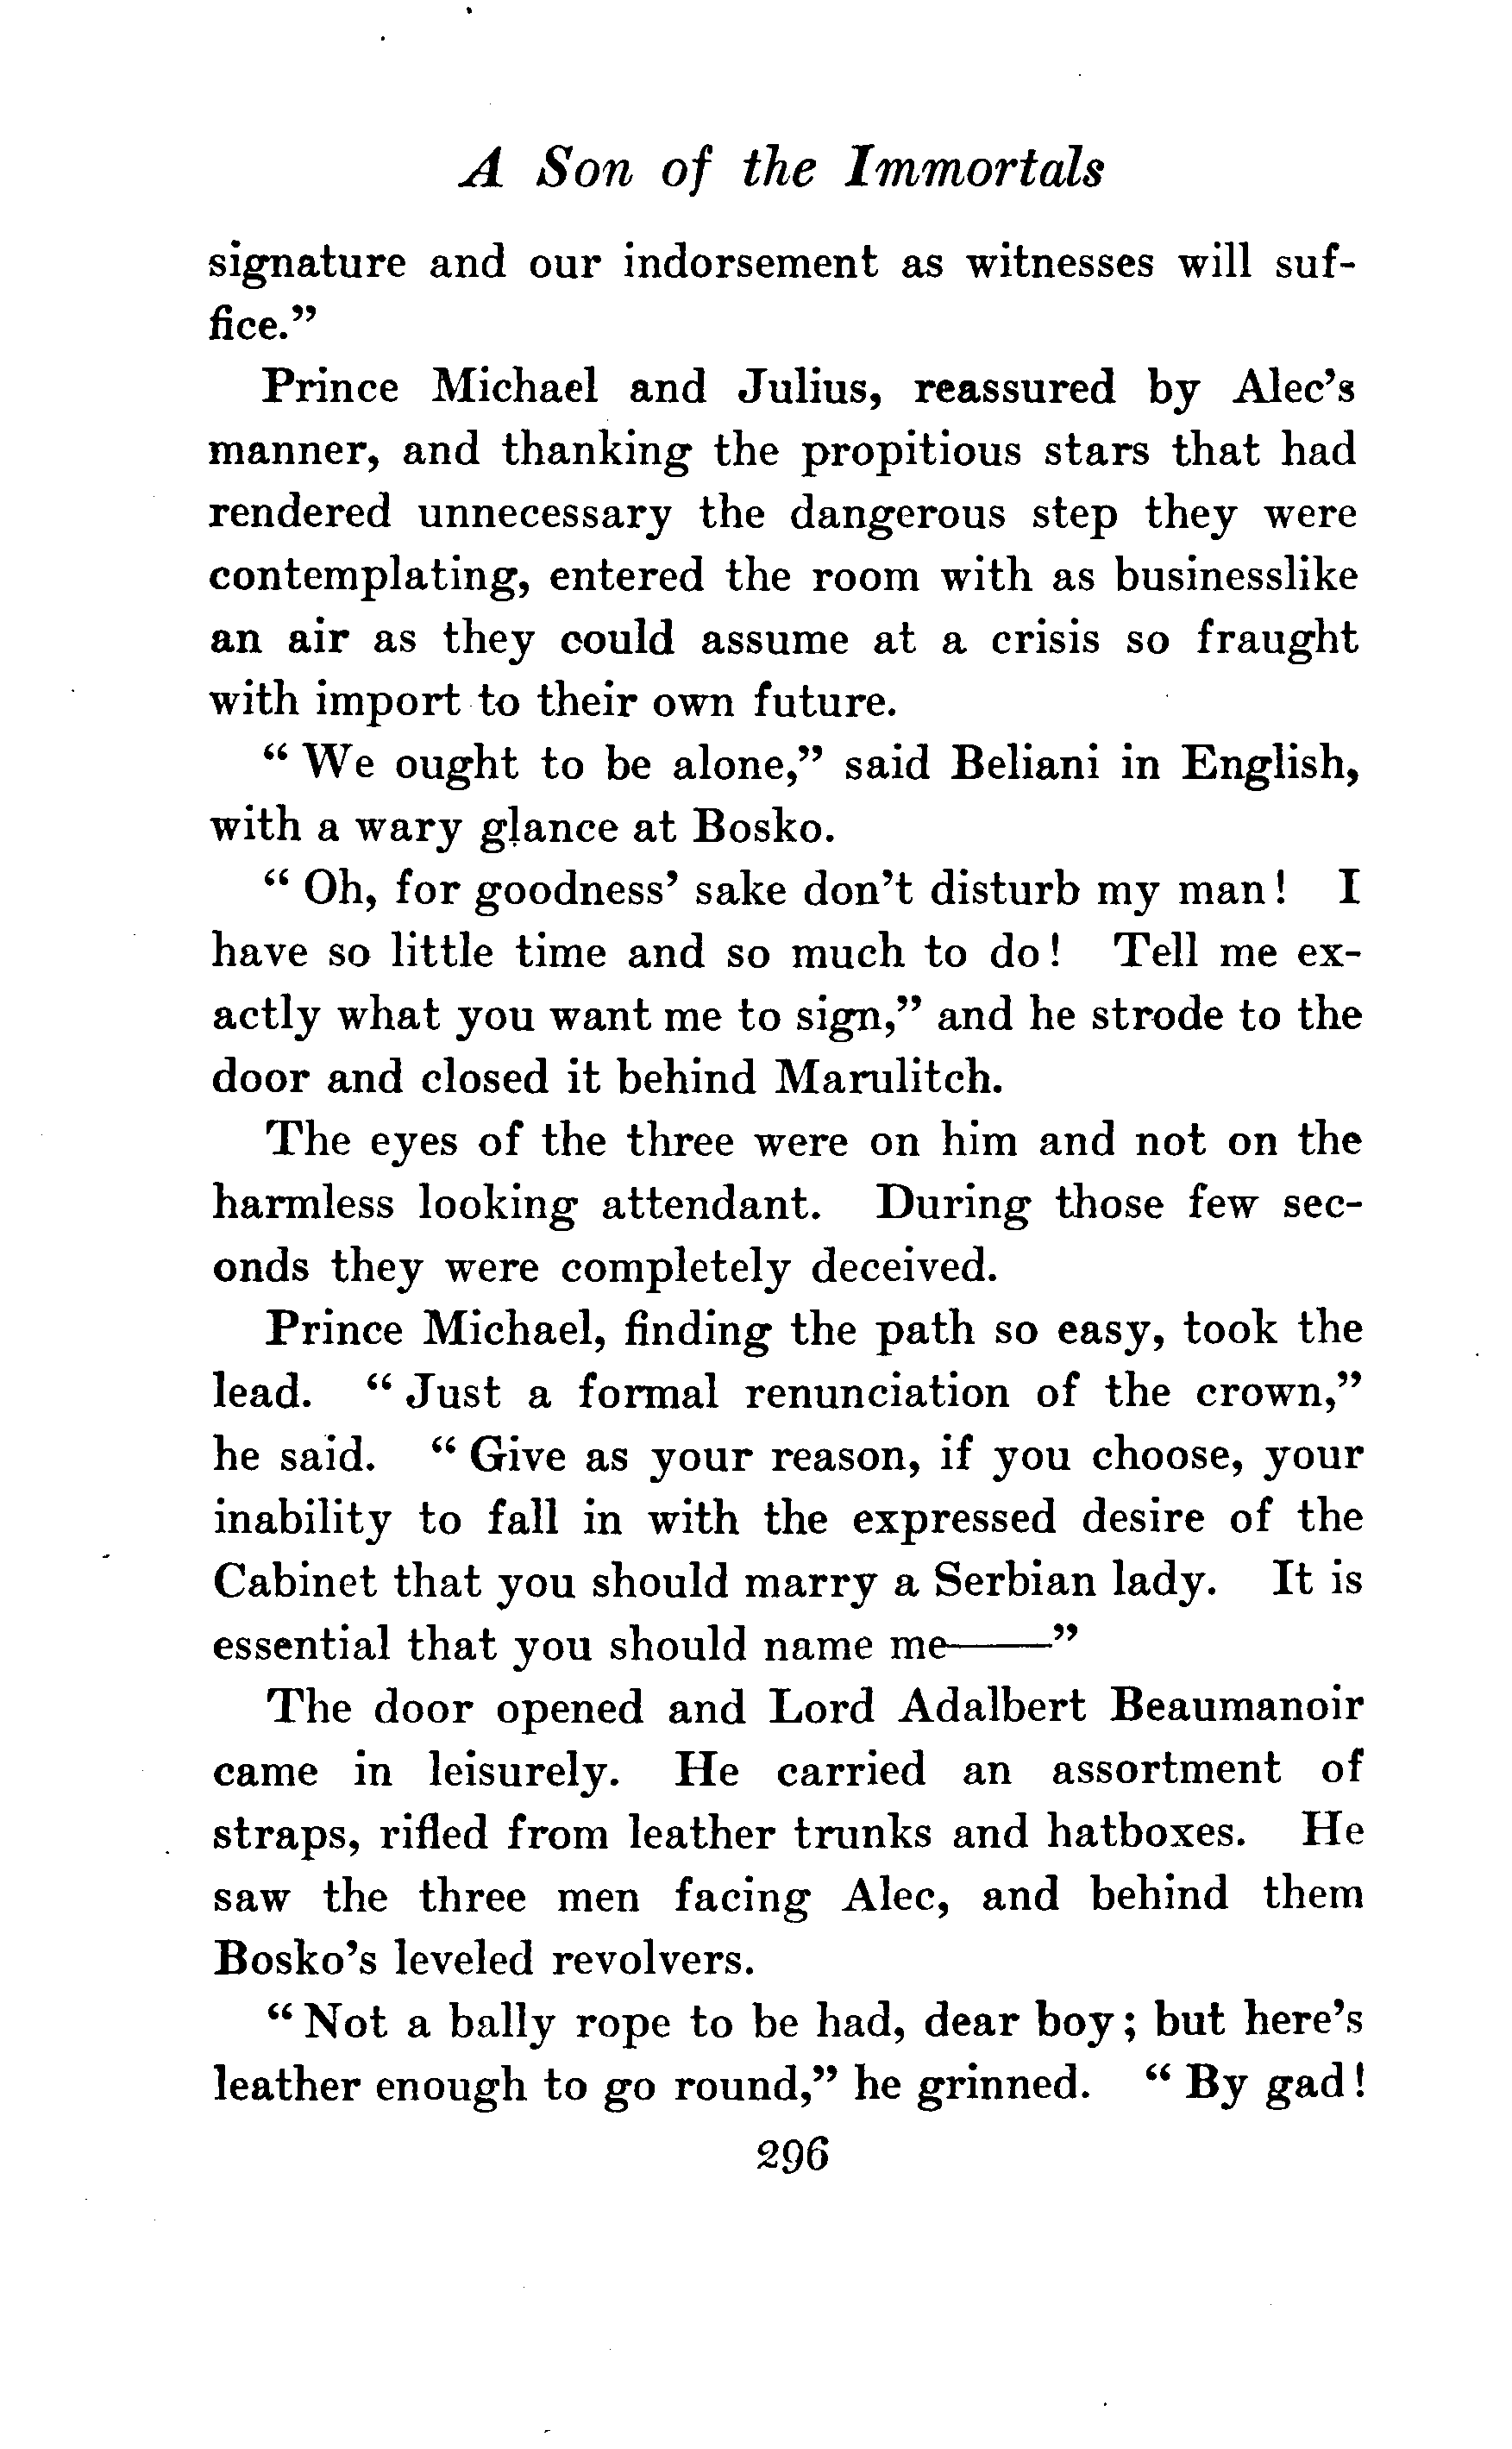 A Son of the Immortals
signature and our indorsement as witnesses will suf-
fice."
Prince Michael and Julius, reassured by Alec's
manner, and thanking the propitious stars that had
rendered unnecessary the dangerous step they were
contemplating, entered the room with as businesslike
an air as they could assume at a crisis so fraught
with import to their own future.
"We ought to be alone," said Beliani in English,
with a wary glance at Bosko.
"Oh, for goodness' sake don't disturb my man! I
have so little time and so much to do! Tell me ex-
actly what you want me to sign," and he strode to the
door and closed it behind Marulitch.
The eyes of the three were on him and not on the
harmless looking attendant. During those few sec-
onds they were completely deceived.
Prince Michael, finding the path so easy, took the
lead. "Just a formal renunciation of the crown,"
he said. "Give as your reason, if you choose, your
inability to fall in with the expressed desire of the
Cabinet that you should marry a Serbian lady. It is
essential that you should name me——"
The door opened and Lord Adalbert Beaumanoir
came in leisurely. He carried an assortment of
straps, rifled from leather trunks and hatboxes. He
saw the three men facing Alec, and behind them
Bosko's leveled revolvers.
"Not a bally rope to be had, dear boy; but here's
leather enough to go round," he grinned. "By gad!
296